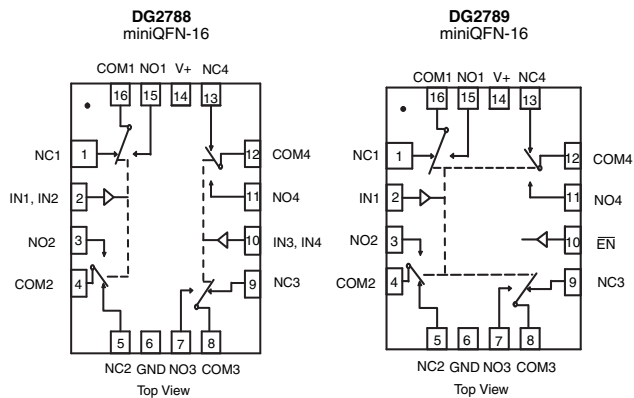 DG2788
miniQFN-16
COM1 NO1 V+ NC4
16 15 14 13
NC1 1
12 COM4
IN1, IN2 2
11 NO4
NO2 3
10 IN3, IN4
COM2 4
9 NC3
5 6 7 8
NC2 GND NO3 COM3
Top View
DG2789
miniQFN-16
COM1 NO1 V+ NC4
16 15 14 13
NC1 1
12 COM4
IN1 2
11 NO4
NO2 3
10 EN
COM2 4
9 NC3
5 6 7 8
NC2 GND NO3 COM3
Top View